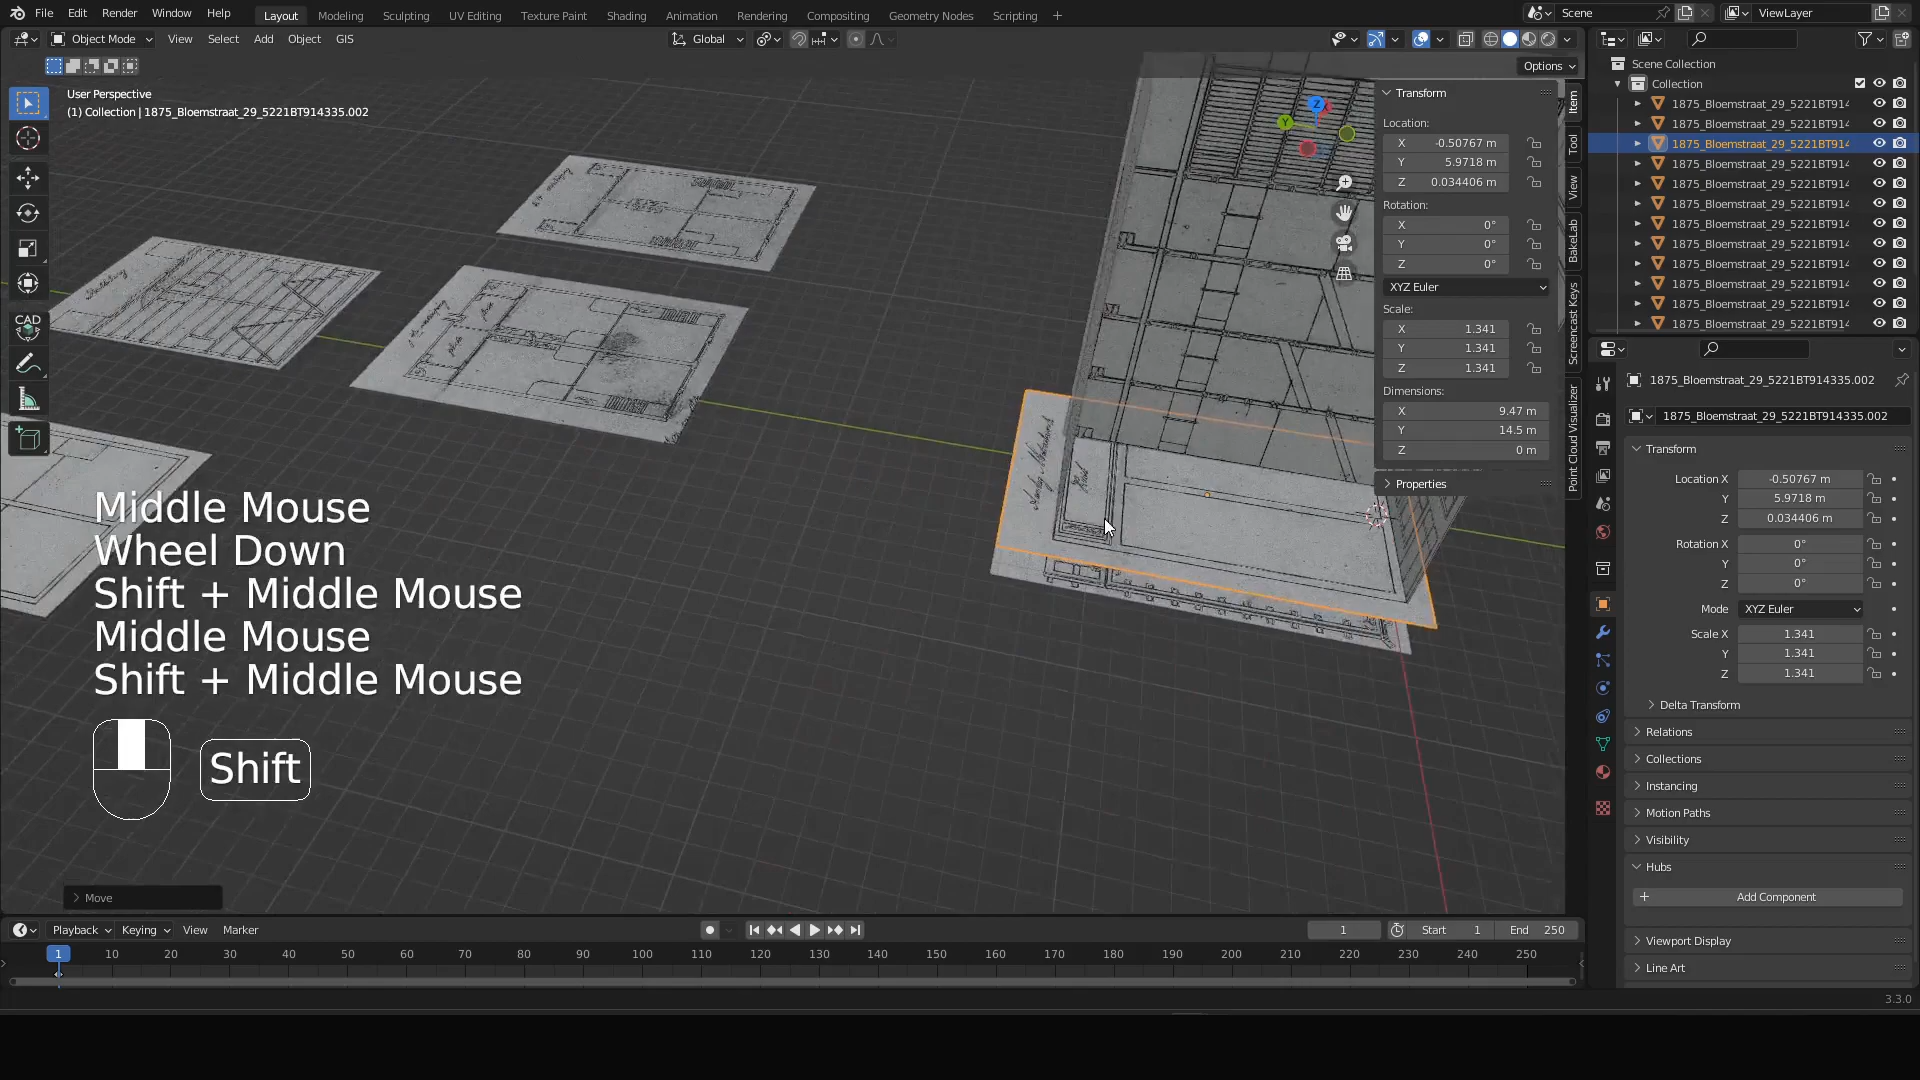 File Edit Render Window Help Layout Modeling Sculpting UV Editing Texture Paint Shading Animation Rendering Compositing Geometry Nodes Scripting + Scene ViewLayer
Object Mode View Select Add Object GIS Global
Options
User Perspective
(1) Collection | 1875_Bloemstraat_29_5221BT914335.002
CAD
Transform
Location:
X -0.50767 m
Y 5.9718 m
Z 0.034406 m
Rotation:
X 0°
Y 0°
Z 0°
XYZ Euler
Scale:
X 1.341
Y 1.341
Z 1.341
Dimensions:
X 9.47 m
Y 14.5 m
Z 0 m
Properties
Item
Tool
View
BakeLab
Screencast Keys
Point Cloud Visualizer
Z
Y
Scene Collection
Collection
1875_Bloemstraat_29_5221BT914
1875_Bloemstraat_29_5221BT914
1875_Bloemstraat_29_5221BT914
1875_Bloemstraat_29_5221BT914
1875_Bloemstraat_29_5221BT914
1875_Bloemstraat_29_5221BT914
1875_Bloemstraat_29_5221BT914
1875_Bloemstraat_29_5221BT914
1875_Bloemstraat_29_5221BT914
1875_Bloemstraat_29_5221BT914
1875_Bloemstraat_29_5221BT914
1875_Bloemstraat_29_5221BT914
1875_Bloemstraat_29_5221BT914335.002
1875_Bloemstraat_29_5221BT914335.002
Transform
Location X -0.50767 m
Y 5.9718 m
Z 0.034406 m
Rotation X 0°
Y 0°
Z 0°
Mode XYZ Euler
Scale X 1.341
Y 1.341
Z 1.341
Delta Transform
Relations
Collections
Instancing
Motion Paths
Visibility
Hubs
+ Add Component
Viewport Display
Line Art
Middle Mouse
Wheel Down
Shift + Middle Mouse
Middle Mouse
Shift + Middle Mouse
Shift
Move
Playback Keying View Marker 1 Start 1 End 250
1 10 20 30 40 50 60 70 80 90 100 110 120 130 140 150 160 170 180 190 200 210 220 230 240 250
3.3.0